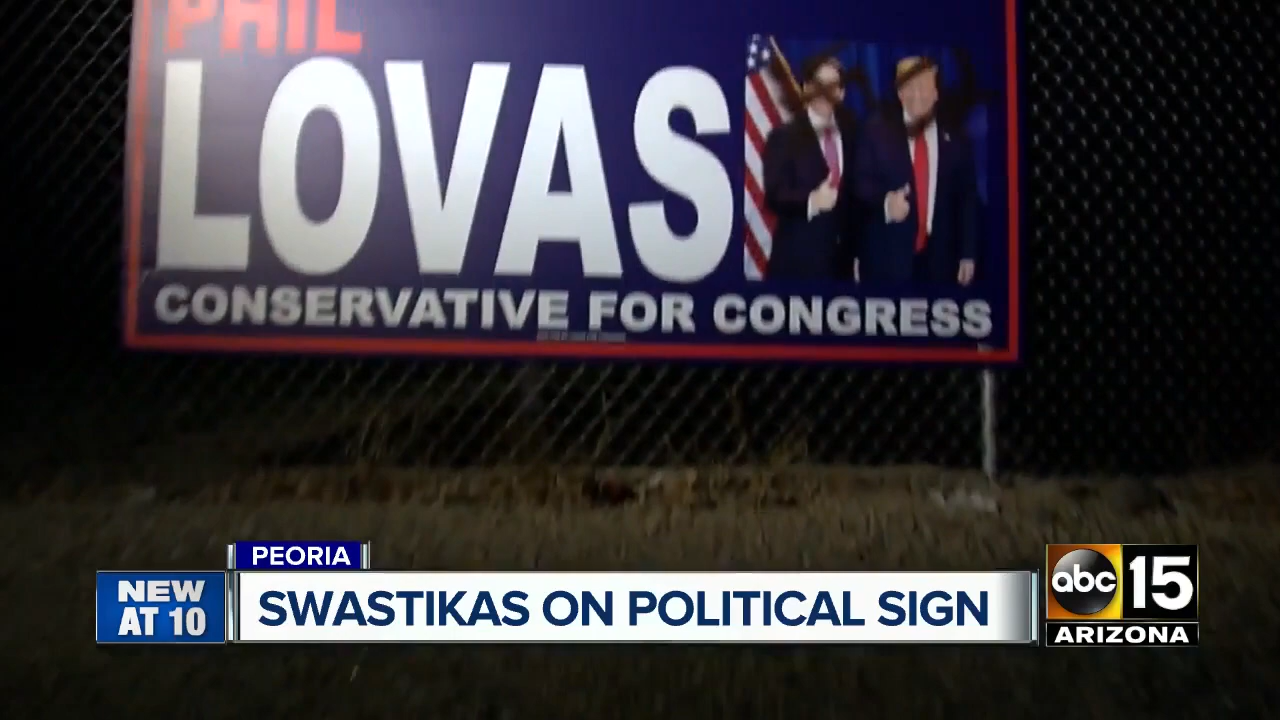 PHIL
LOVAS
CONSERVATIVE FOR CONGRESS
PEORIA
NEW
AT 10
SWASTIKAS ON POLITICAL SIGN
abc 15
ARIZONA